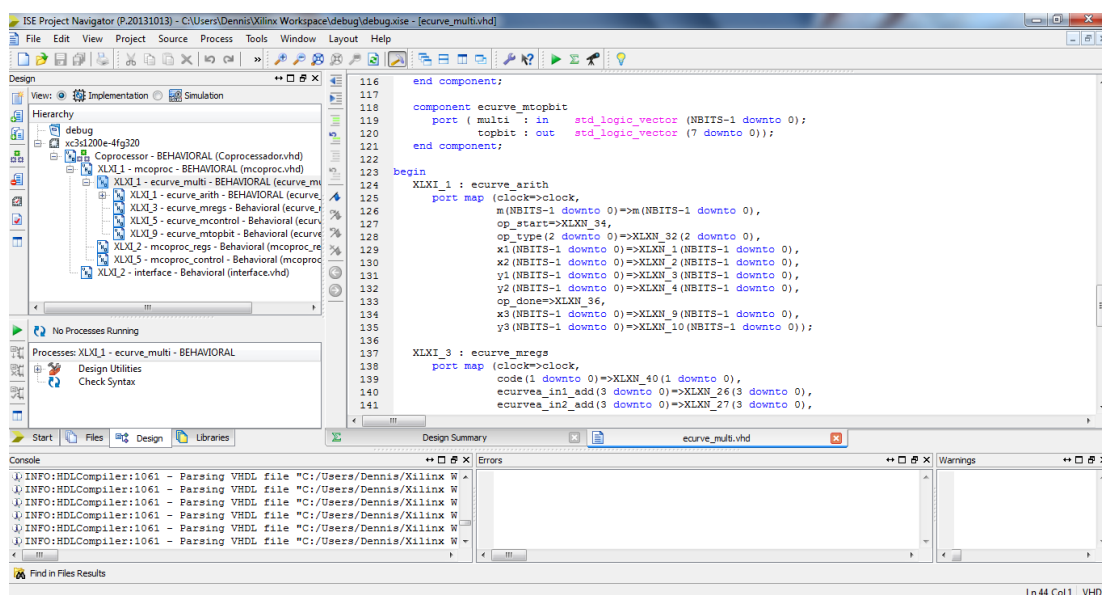 ISE Project Navigator (P.20131013) - C:\Users\Dennis\Xilinx Workspace\debug\debug.xise - [ecurve_multi.vhd]
File Edit View Project Source Process Tools Window Layout Help
Design
View: Implementation Simulation
Hierarchy
debug
xc3s1200e-4fg320
Coprocessor - BEHAVIORAL (Coprocessador.vhd)
XLXI_1 - mcoproc - BEHAVIORAL (mcoproc.vhd)
XLXI_1 - ecurve_multi - BEHAVIORAL (ecurve_mu
XLXI_1 - ecurve_arith - BEHAVIORAL (ecurve_
XLXI_3 - ecurve_mregs - Behavioral (ecurve_r
XLXI_5 - ecurve_mcontrol - Behavioral (ecurv
XLXI_9 - ecurve_mtopbit - Behavioral (ecurve
XLXI_2 - mcoproc_regs - Behavioral (mcoproc_re
XLXI_5 - mcoproc_control - Behavioral (mcoproc
XLXI_2 - interface - Behavioral (interface.vhd)
No Processes Running
Processes: XLXI_1 - ecurve_multi - BEHAVIORAL
Design Utilities
Check Syntax
Start Files Design Libraries
116 end component;
117
118 component ecurve_mtopbit
119 port ( multi : in std_logic_vector (NBITS-1 downto 0);
120 topbit : out std_logic_vector (7 downto 0));
121 end component;
122
123 begin
124 XLXI_1 : ecurve_arith
125 port map (clock=>clock,
126 m(NBITS-1 downto 0)=>m(NBITS-1 downto 0),
127 op_start=>XLXN_34,
128 op_type(2 downto 0)=>XLXN_32(2 downto 0),
129 x1(NBITS-1 downto 0)=>XLXN_1(NBITS-1 downto 0),
130 x2(NBITS-1 downto 0)=>XLXN_2(NBITS-1 downto 0),
131 y1(NBITS-1 downto 0)=>XLXN_3(NBITS-1 downto 0),
132 y2(NBITS-1 downto 0)=>XLXN_4(NBITS-1 downto 0),
133 op_done=>XLXN_36,
134 x3(NBITS-1 downto 0)=>XLXN_9(NBITS-1 downto 0),
135 y3(NBITS-1 downto 0)=>XLXN_10(NBITS-1 downto 0));
136
137 XLXI_3 : ecurve_mregs
138 port map (clock=>clock,
139 code(1 downto 0)=>XLXN_40(1 downto 0),
140 ecurvea_in1_add(3 downto 0)=>XLXN_26(3 downto 0),
141 ecurvea_in2_add(3 downto 0)=>XLXN_27(3 downto 0),
Design Summary ecurve_multi.vhd
Console
INFO:HDLCompiler:1061 - Parsing VHDL file "C:/Users/Dennis/Xilinx W
INFO:HDLCompiler:1061 - Parsing VHDL file "C:/Users/Dennis/Xilinx W
INFO:HDLCompiler:1061 - Parsing VHDL file "C:/Users/Dennis/Xilinx W
INFO:HDLCompiler:1061 - Parsing VHDL file "C:/Users/Dennis/Xilinx W
INFO:HDLCompiler:1061 - Parsing VHDL file "C:/Users/Dennis/Xilinx W
INFO:HDLCompiler:1061 - Parsing VHDL file "C:/Users/Dennis/Xilinx W
Errors
Warnings
Find in Files Results
Ln 44 Col 1 VHD